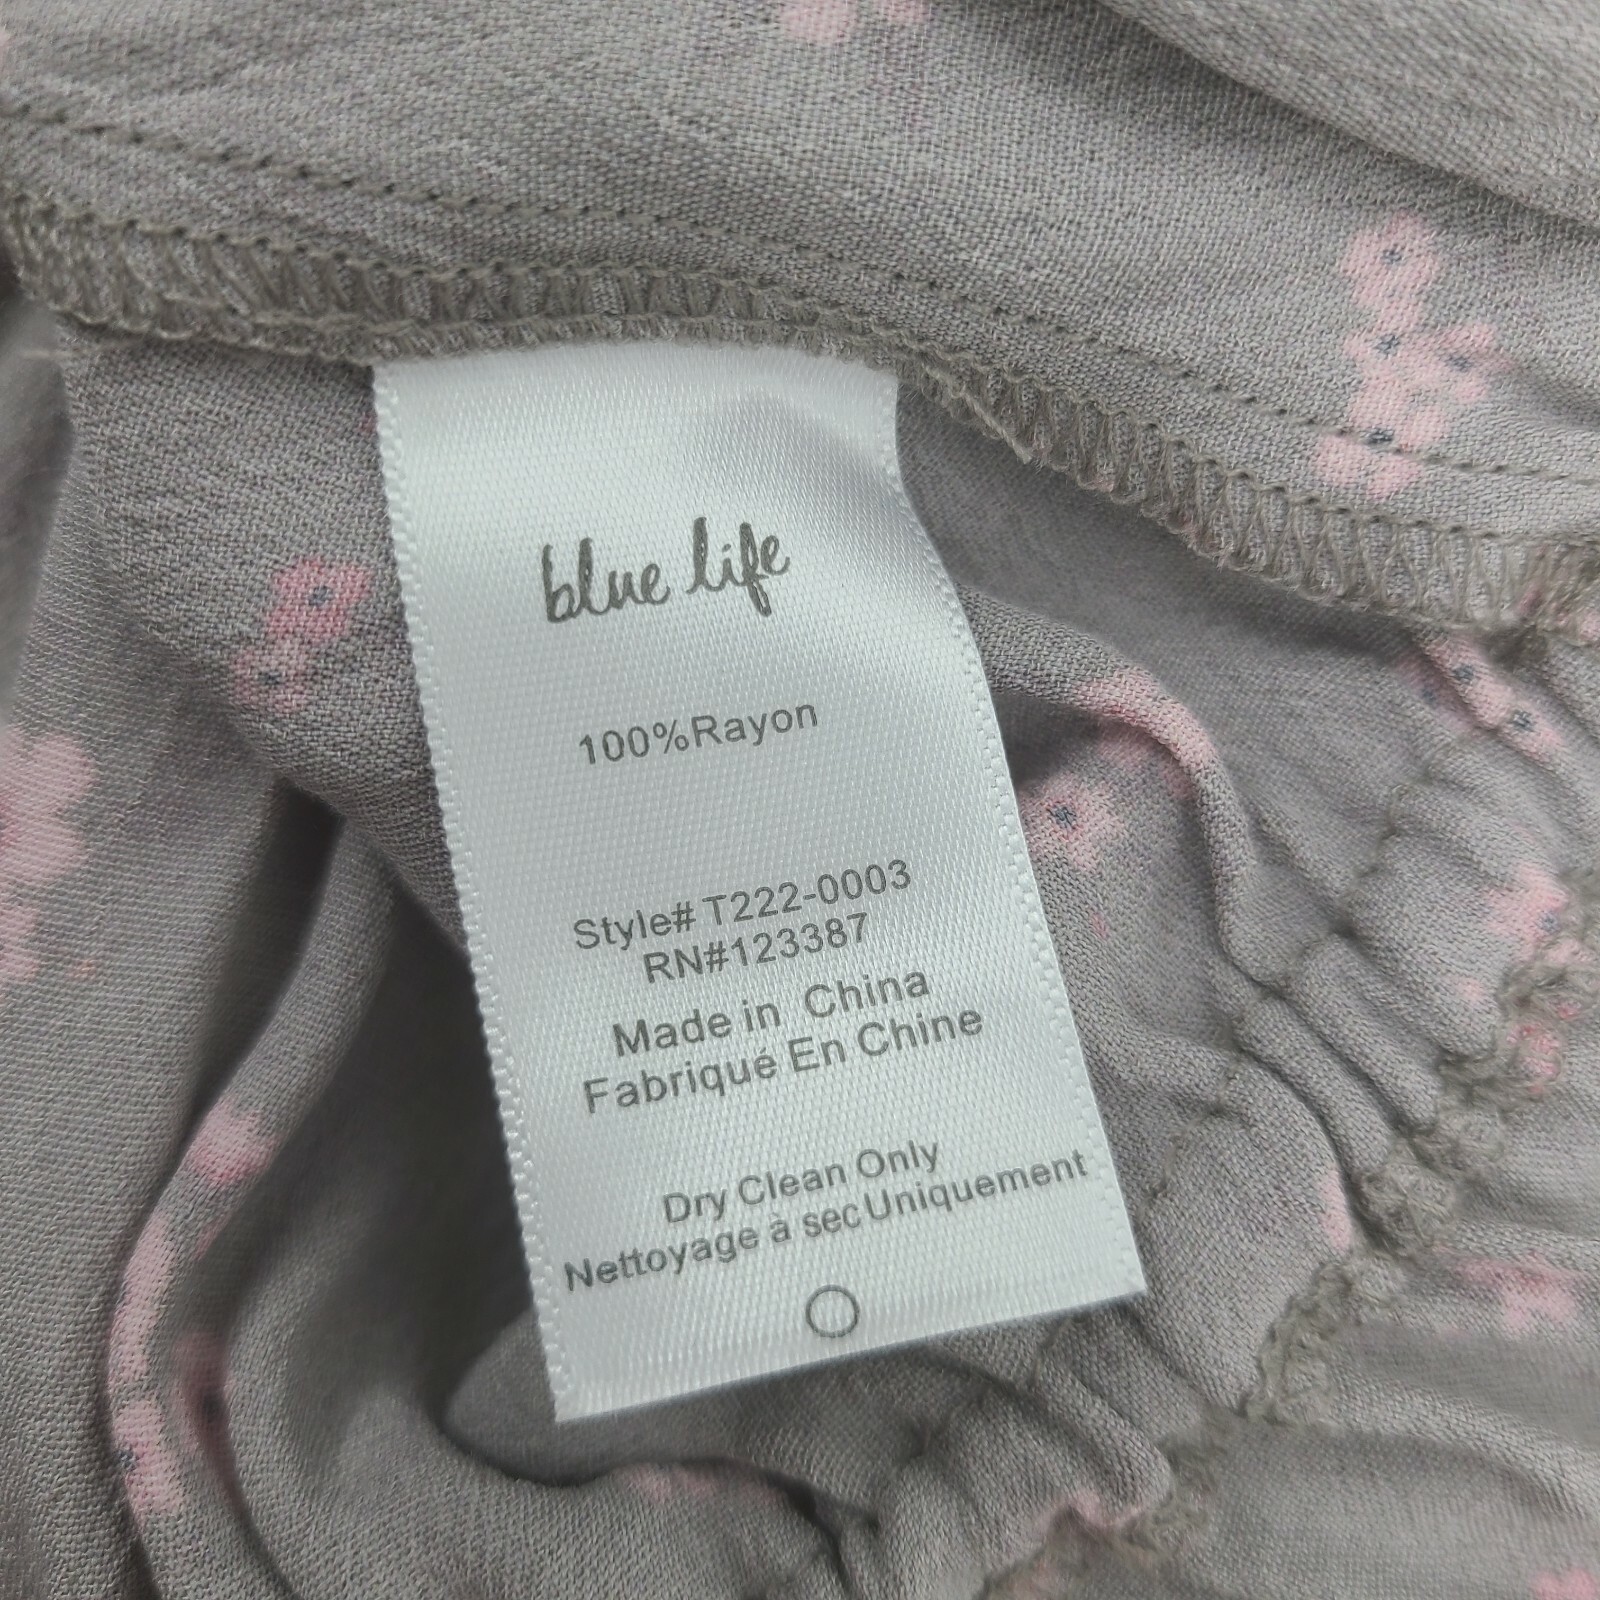 blue life
100%Rayon
Style# T222-0003
RN#123387
Made in China
Fabriqué En Chine
Dry Clean Only
Nettoyage à sec Uniquement